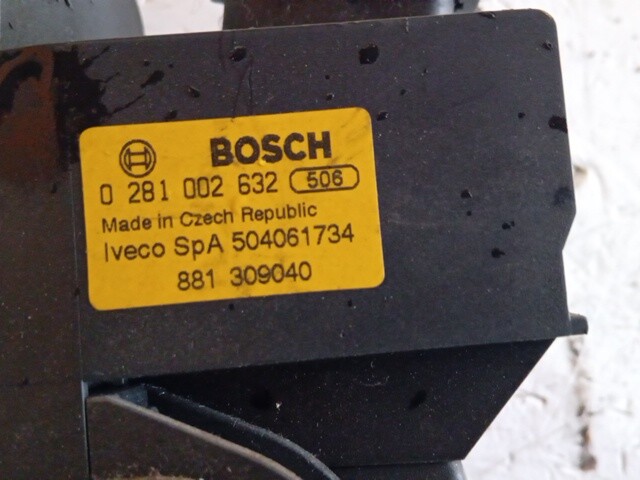 BOSCH
0 281 002 632 506
Made in Czech Republic
Iveco SpA 504061734
881 309040